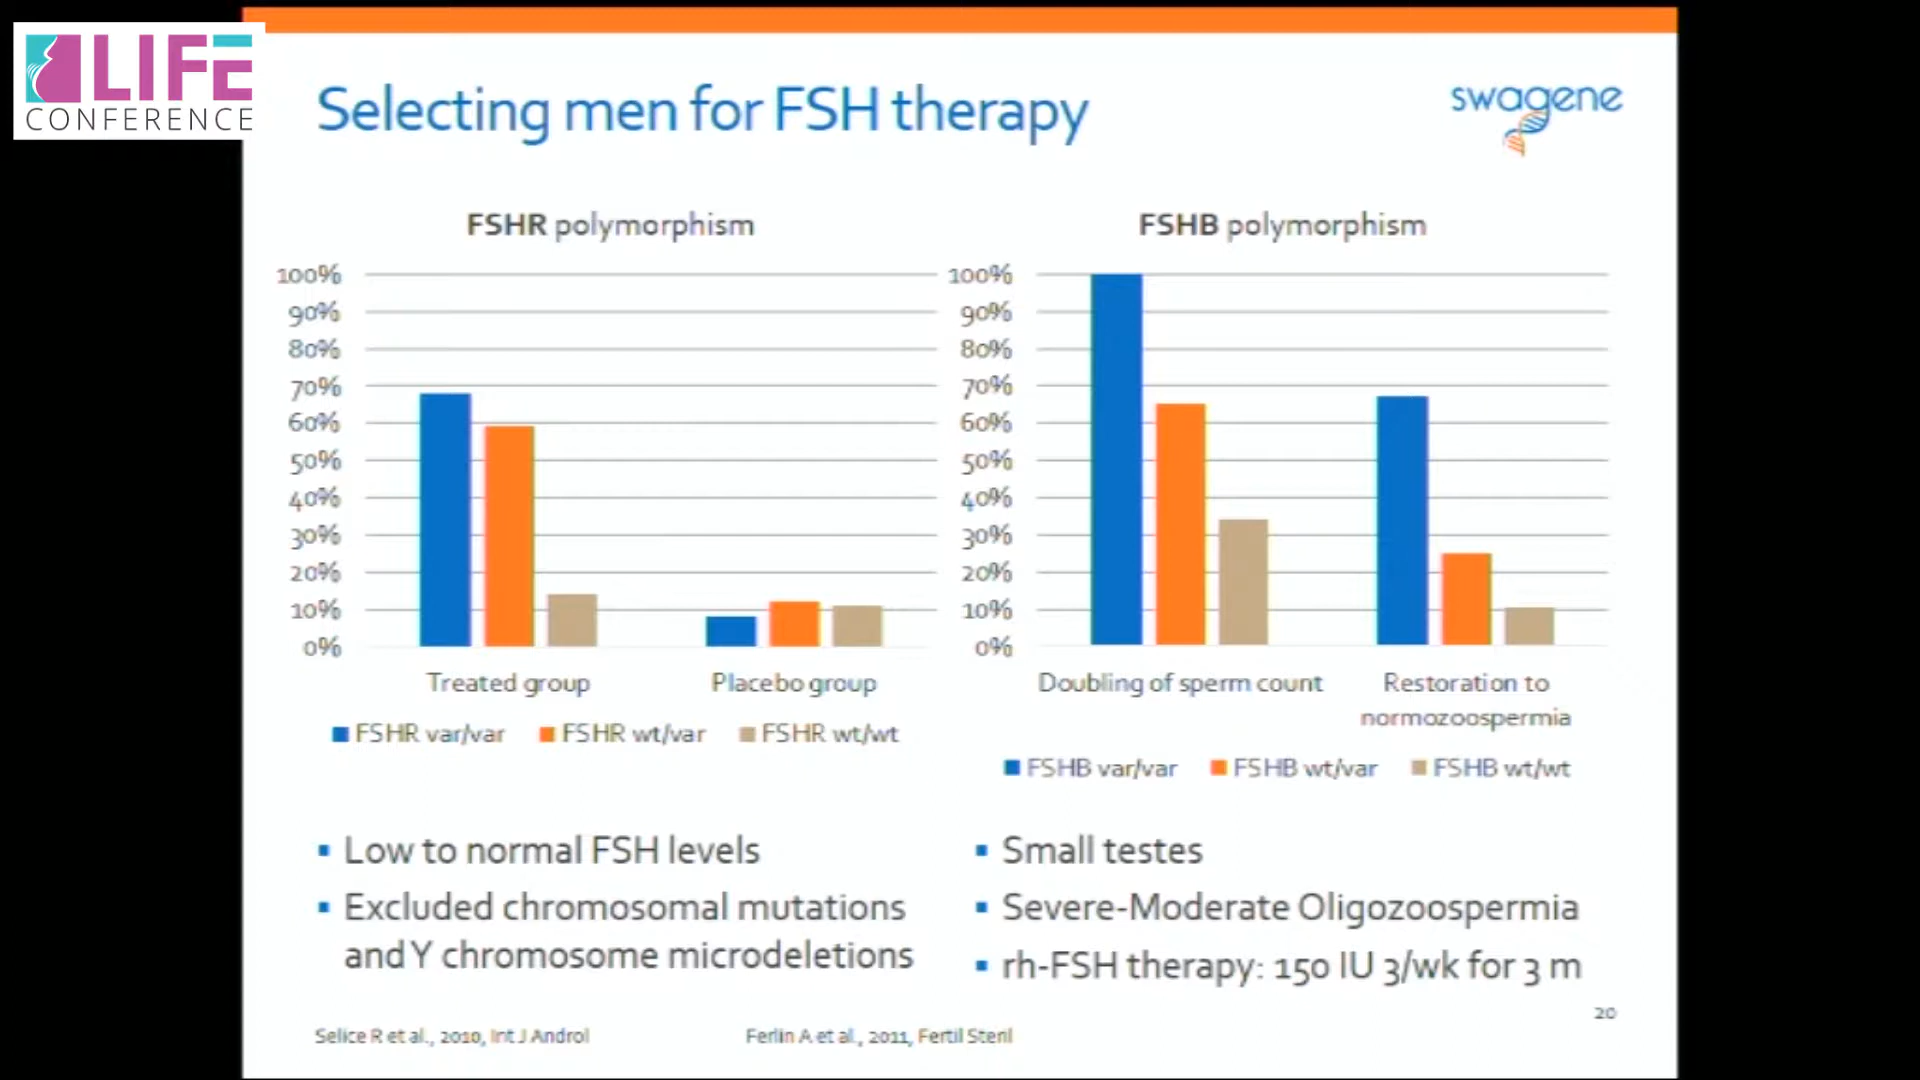 LIFE
CONFERENCE
Selecting men for FSH therapy
swagene
FSHR polymorphism
100%
90%
80%
70%
60%
50%
40%
30%
20%
10%
0%
Treated group
Placebo group
FSHR var/var
FSHR wt/var
FSHR wt/wt
FSHB polymorphism
100%
90%
80%
70%
60%
50%
40%
30%
20%
10%
0%
Doubling of sperm count
Restoration to
normozoospermia
FSHB var/var
FSHB wt/var
FSHB wt/wt
▪ Low to normal FSH levels
▪ Excluded chromosomal mutations
and Y chromosome microdeletions
▪ Small testes
▪ Severe-Moderate Oligozoospermia
▪ rh-FSH therapy: 150 IU 3/wk for 3 m
20
Selice R et al., 2010, Int J Androl
Ferlin A et al., 2011, Fertil Steril